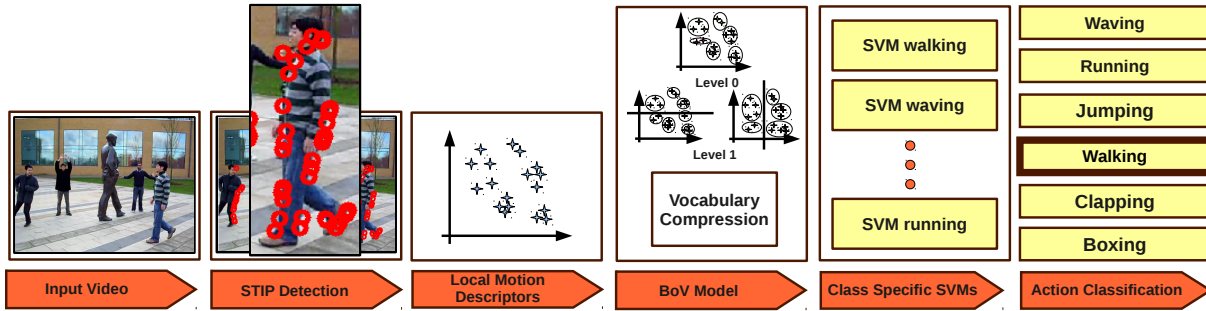 Level 0
Level 1
Vocabulary
Compression
SVM walking
SVM waving
SVM running
Waving
Running
Jumping
Walking
Clapping
Boxing
Input Video
STIP Detection
Local Motion
Descriptors
BoV Model
Class Specific SVMs
Action Classification